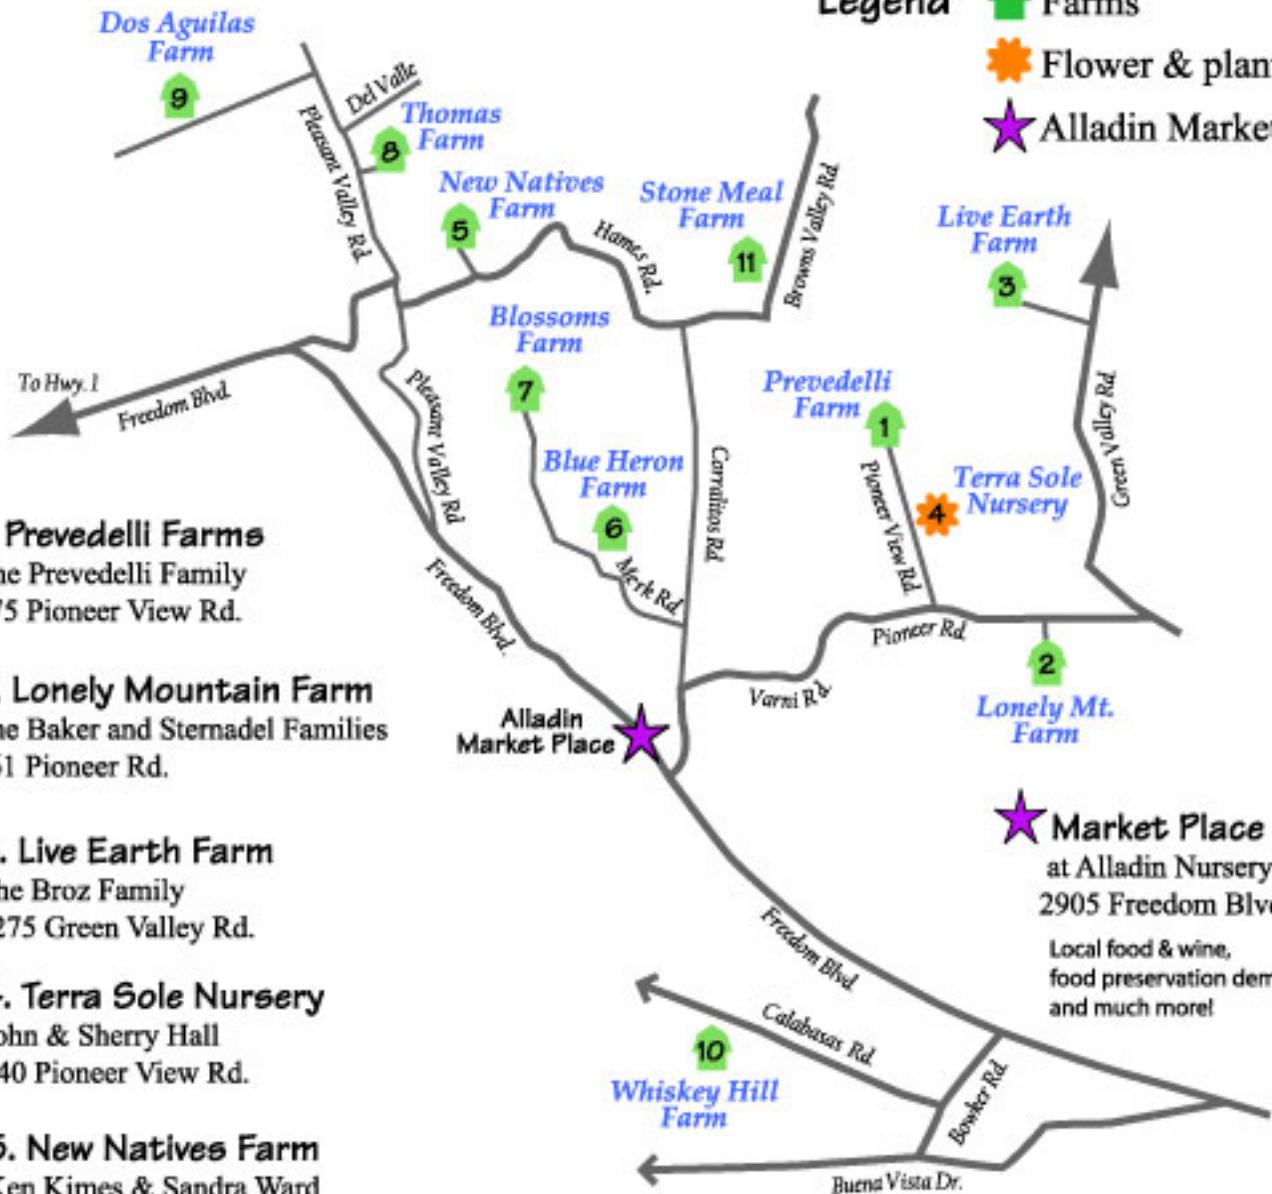 Legend
Farms
Flower & plan
Alladin Market
Dos Aguilas
Farm
9
Del Valle
Pleasant Valley Rd.
Thomas
Farm
8
New Natives
Farm
5
Hames Rd.
Stone Meal
Farm
11
Browns Valley Rd.
Live Earth
Farm
3
Green Valley Rd.
Blossoms
Farm
7
Prevedelli
Farm
1
Pioneer View Rd.
Terra Sole
Nursery
4
To Hwy. 1
Freedom Blvd.
Pleasant Valley Rd
Blue Heron
Farm
6
Merk Rd.
Corralitos Rd
Freedom Blvd.
Pioneer Rd
Varni Rd.
2
Lonely Mt.
Farm
Alladin
Market Place
Prevedelli Farms
he Prevedelli Family
75 Pioneer View Rd.
. Lonely Mountain Farm
he Baker and Sternadel Families
51 Pioneer Rd.
. Live Earth Farm
he Broz Family
275 Green Valley Rd.
. Terra Sole Nursery
ohn & Sherry Hall
40 Pioneer View Rd.
5. New Natives Farm
Ken Kimes & Sandra Ward
Market Place
at Alladin Nursery
2905 Freedom Blvd
Local food & wine,
food preservation dem
and much more!
Freedom Blvd.
Calabasas Rd.
10
Whiskey Hill
Farm
Bowker Rd.
Buena Vista Dr.